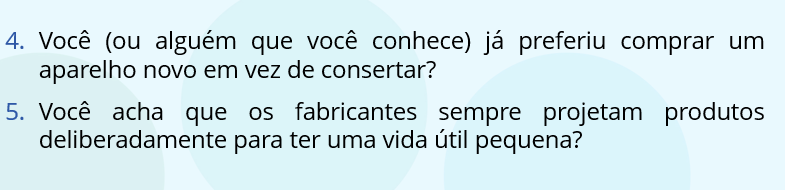 4. Você (ou alguém que você conhece) já preferiu comprar um
aparelho novo em vez de consertar?
5. Você acha que os fabricantes sempre projetam produtos
deliberadamente para ter uma vida útil pequena?